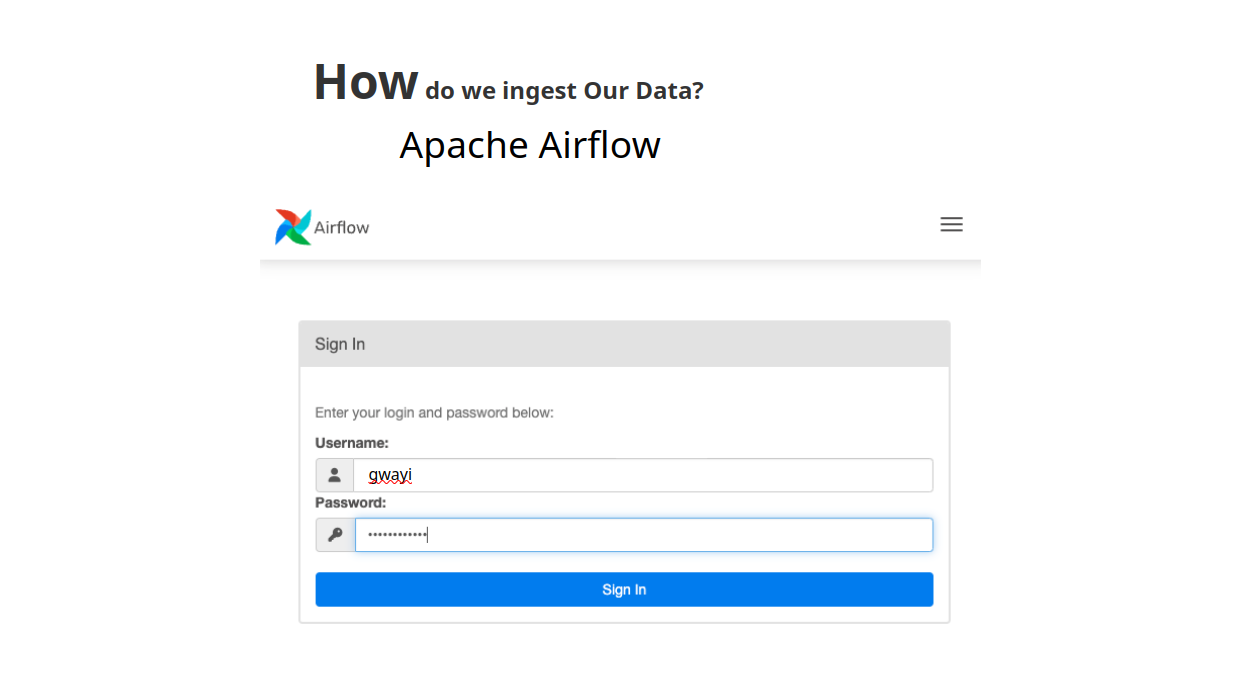 How do we ingest Our Data?
Apache Airflow
Airflow
Sign In
Enter your login and password below:
Username:
gwayi
Password:
••••••••••••
Sign In